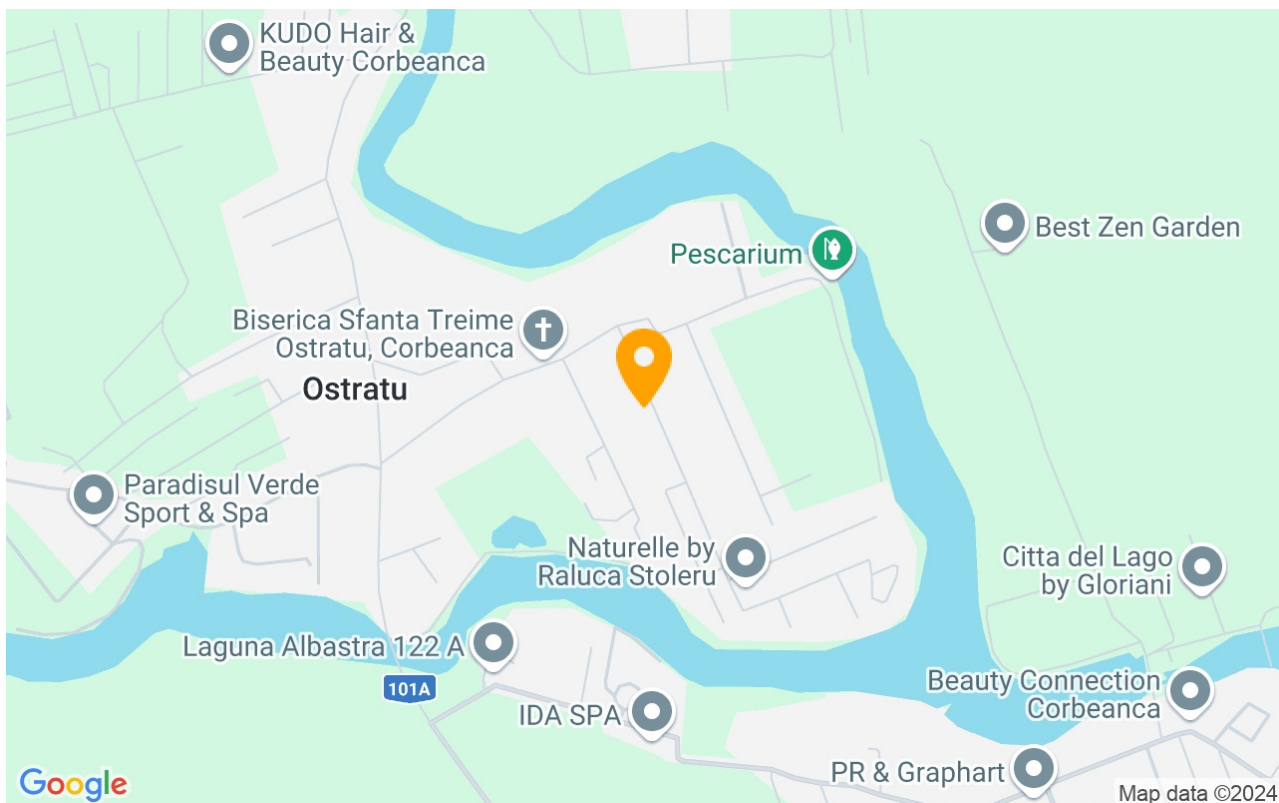 KUDO Hair &
Beauty Corbeanca
Best Zen Garden
Pescarium
Biserica Sfanta Treime
Ostratu, Corbeanca
Ostratu
Paradisul Verde
Sport & Spa
Naturelle by
Raluca Stoleru
Citta del Lago
by Gloriani
Laguna Albastra 122 A
101A
Beauty Connection
Corbeanca
IDA SPA
PR & Graphart
Google
Map data ©2024